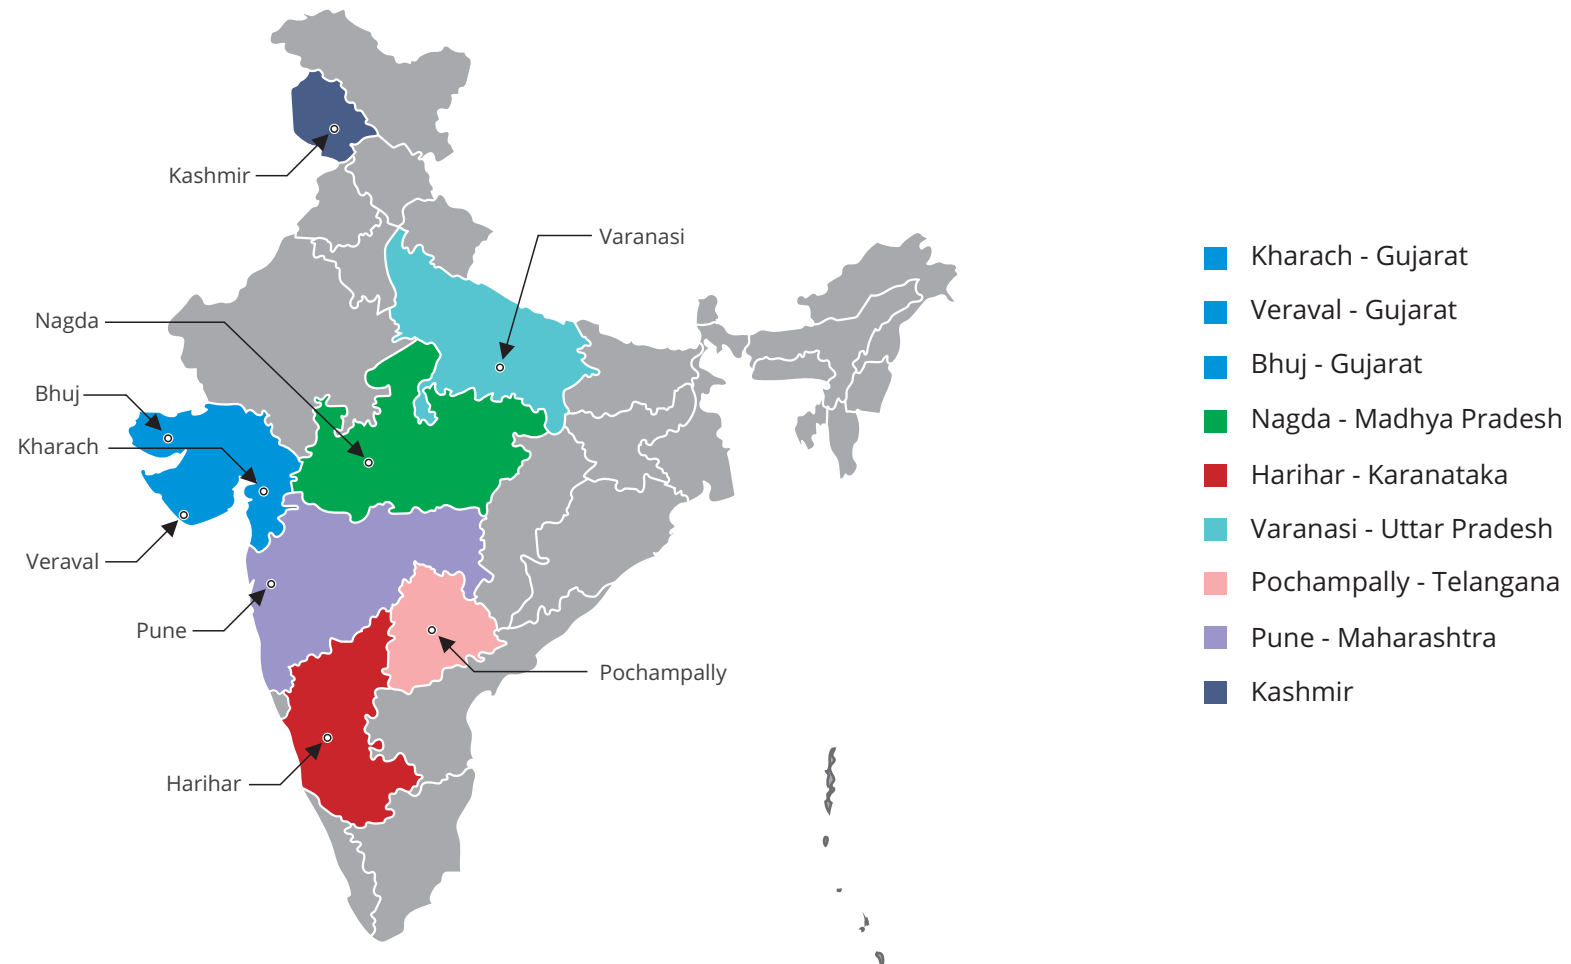 Kashmir
Varanasi
Nagda
Bhuj
Kharach
Veraval
Pune
Pochampally
Harihar
Kharach - Gujarat
Veraval - Gujarat
Bhuj - Gujarat
Nagda - Madhya Pradesh
Harihar - Karanataka
Varanasi - Uttar Pradesh
Pochampally - Telangana
Pune - Maharashtra
Kashmir